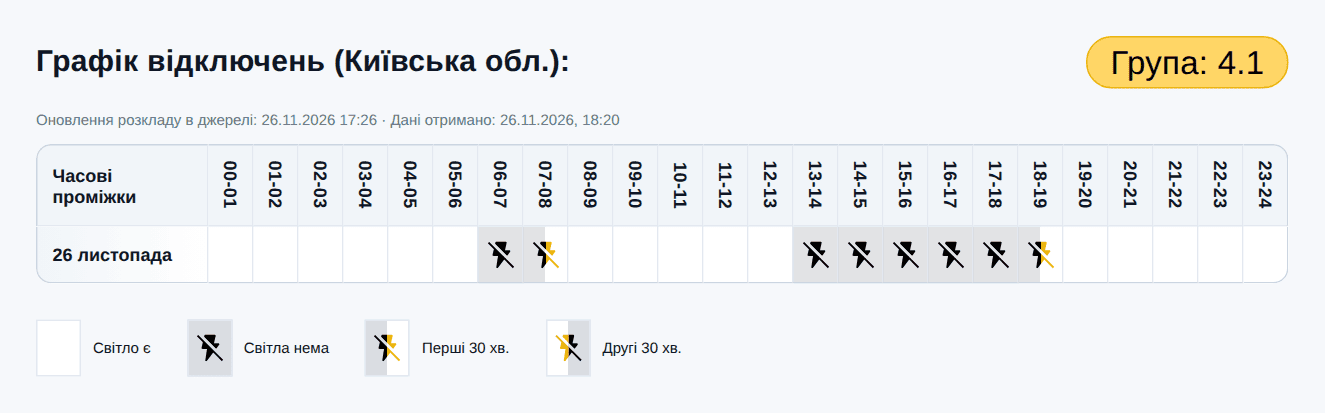 Графік відключень (Київська обл.):
Група: 4.1
Оновлення розкладу в джерелі: 26.11.2026 17:26 · Дані отримано: 26.11.2026, 18:20
Часові
проміжки
00-01
01-02
02-03
03-04
04-05
05-06
06-07
07-08
08-09
09-10
10-11
11-12
12-13
13-14
14-15
15-16
16-17
17-18
18-19
19-20
20-21
21-22
22-23
23-24
26 листопада
Світло є
Світла нема
Перші 30 хв.
Другі 30 хв.